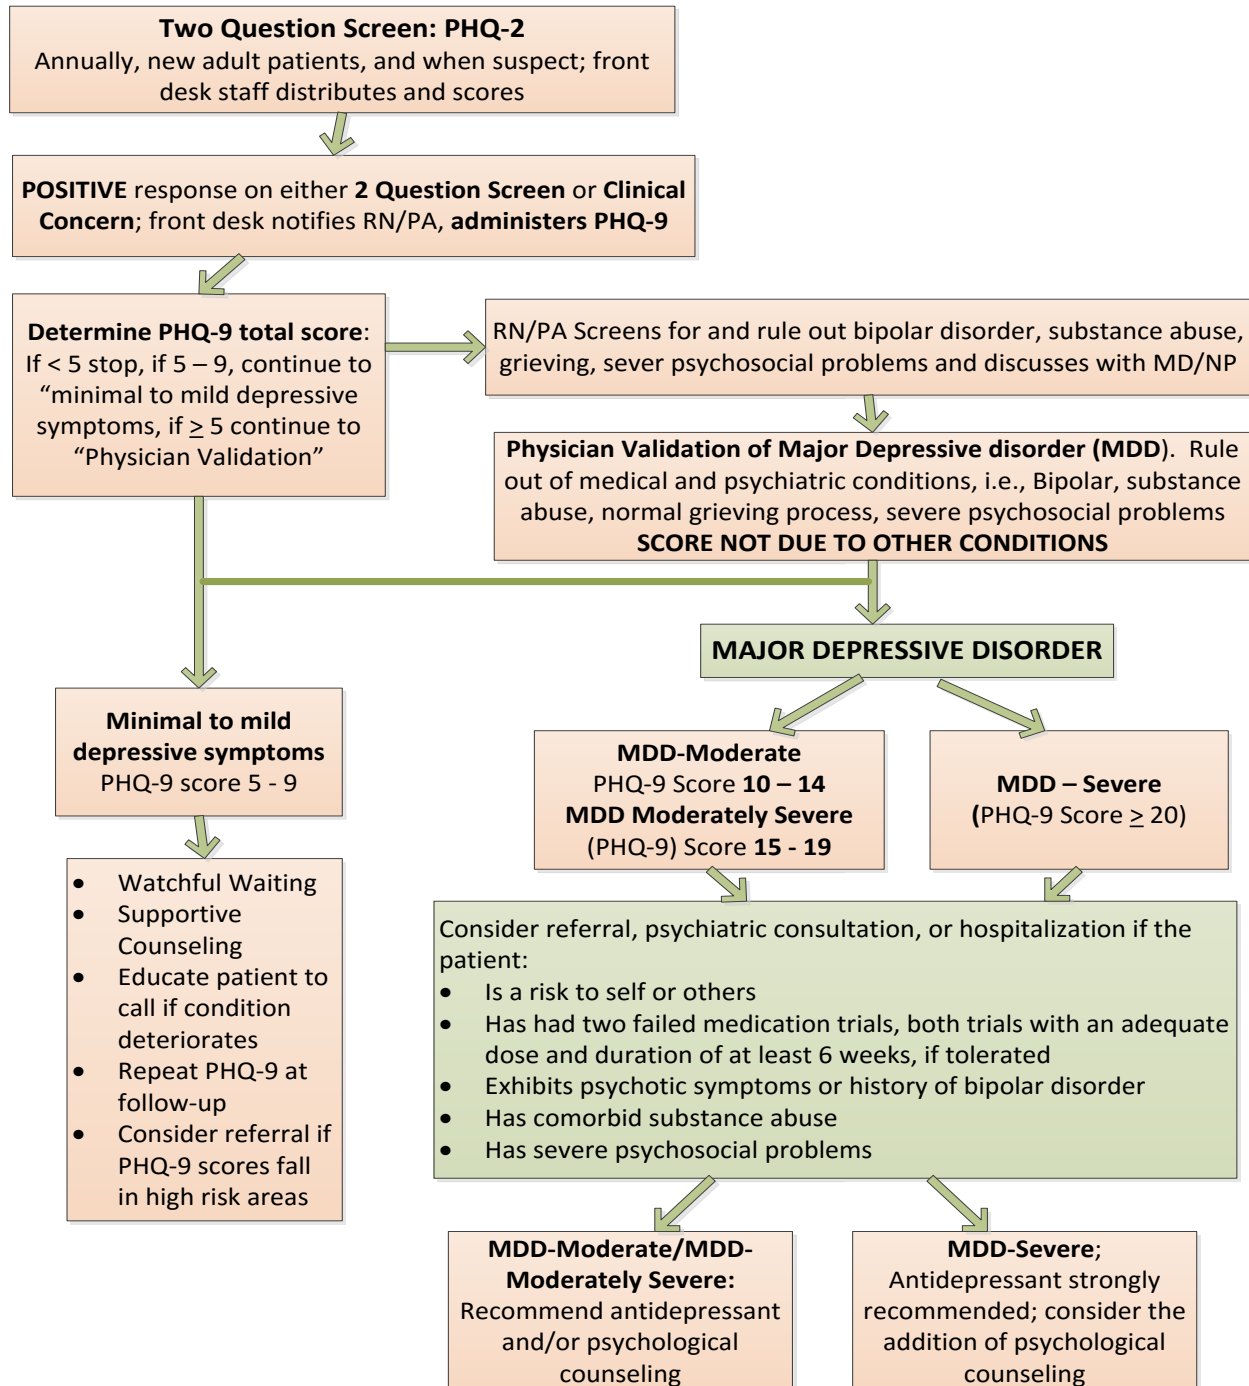 Two Question Screen: PHQ-2
Annually, new adult patients, and when suspect; front
desk staff distributes and scores
POSITIVE response on either 2 Question Screen or Clinical
Concern; front desk notifies RN/PA, administers PHQ-9
Determine PHQ-9 total score:
If < 5 stop, if 5 – 9, continue to
“minimal to mild depressive
symptoms, if ≥ 5 continue to
“Physician Validation”
RN/PA Screens for and rule out bipolar disorder, substance abuse,
grieving, sever psychosocial problems and discusses with MD/NP
Physician Validation of Major Depressive disorder (MDD). Rule
out of medical and psychiatric conditions, i.e., Bipolar, substance
abuse, normal grieving process, severe psychosocial problems
SCORE NOT DUE TO OTHER CONDITIONS
MAJOR DEPRESSIVE DISORDER
Minimal to mild
depressive symptoms
PHQ-9 score 5 - 9
MDD-Moderate
PHQ-9 Score 10 – 14
MDD Moderately Severe
(PHQ-9) Score 15 - 19
MDD – Severe
(PHQ-9 Score ≥ 20)
• Watchful Waiting
• Supportive
Counseling
• Educate patient to
call if condition
deteriorates
• Repeat PHQ-9 at
follow-up
• Consider referral if
PHQ-9 scores fall
in high risk areas
Consider referral, psychiatric consultation, or hospitalization if the
patient:
• Is a risk to self or others
• Has had two failed medication trials, both trials with an adequate
dose and duration of at least 6 weeks, if tolerated
• Exhibits psychotic symptoms or history of bipolar disorder
• Has comorbid substance abuse
• Has severe psychosocial problems
MDD-Moderate/MDD-
Moderately Severe:
Recommend antidepressant
and/or psychological
counseling
MDD-Severe;
Antidepressant strongly
recommended; consider the
addition of psychological
counseling